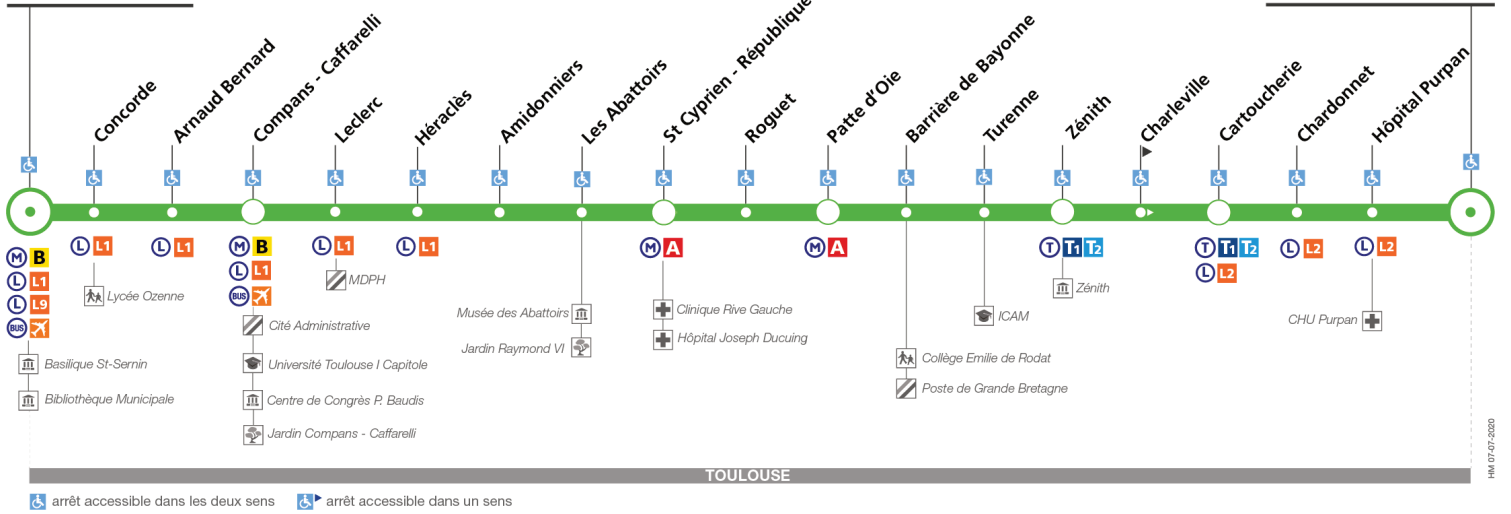 Concorde
Arnaud Bernard
Compans - Caffarelli
Leclerc
Héraclès
Amidonniers
Les Abattoirs
St Cyprien - République
Roguet
Patte d'Oie
Barrière de Bayonne
Turenne
Zénith
Charleville
Cartoucherie
Chardonnet
Hôpital Purpan
M B
L L1
L L9
BUS
Basilique St-Sernin
Bibliothèque Municipale
L L1
Lycée Ozenne
L L1
M B
L L1
BUS
Cité Administrative
Université Toulouse I Capitole
Centre de Congrès P. Baudis
Jardin Compans - Caffarelli
L L1
MDPH
L L1
Musée des Abattoirs
Jardin Raymond VI
M A
Clinique Rive Gauche
Hôpital Joseph Ducuing
M A
Collège Emilie de Rodat
Poste de Grande Bretagne
ICAM
T T1 T2
Zénith
T T1 T2
L L2
L L2
L L2
CHU Purpan
TOULOUSE
arrêt accessible dans les deux sens
arrêt accessible dans un sens
HM 07-07-2020